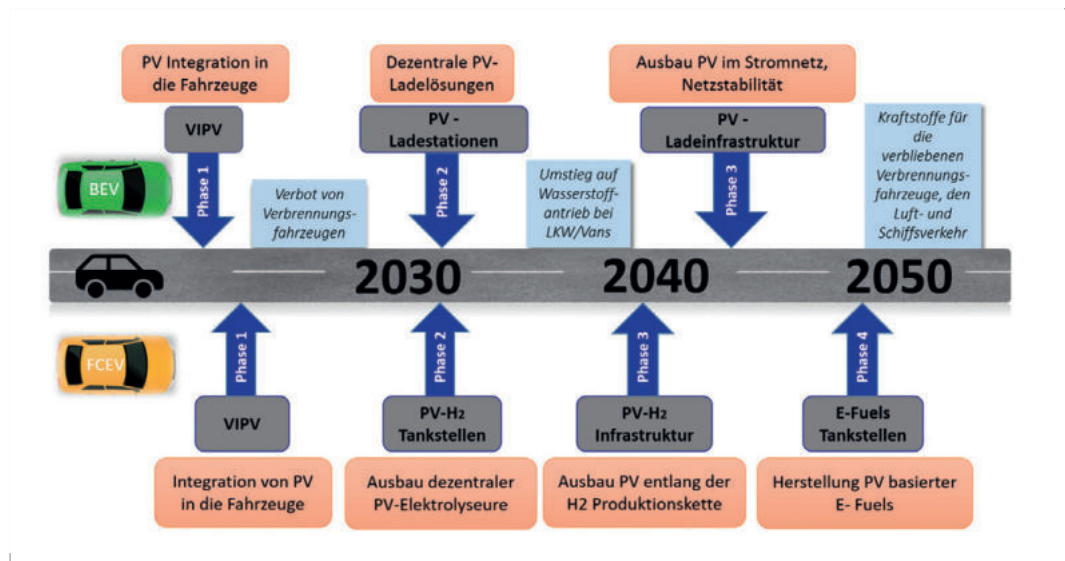 PV Integration in
die Fahrzeuge
Dezentrale PV-
Ladelösungen
Ausbau PV im Stromnetz,
Netzstabilität
VIPV
PV -
Ladestationen
PV -
Ladeinfrastruktur
Kraftstoffe für
die
verbliebenen
Verbrennungs-
fahrzeuge, den
Luft- und
Schiffsverkehr
BEV
Phase 1
Verbot von
Verbrennungs-
fahrzeugen
Phase 2
Umstieg auf
Wasserstoff-
antrieb bei
LKW/Vans
Phase 3
2030
2040
2050
FCEV
Phase 1
Phase 2
Phase 3
Phase 4
VIPV
PV-H2
Tankstellen
PV-H2
Infrastruktur
E-Fuels
Tankstellen
Integration von PV
in die Fahrzeuge
Ausbau dezentraler
PV-Elektrolyseure
Ausbau PV entlang der
H2 Produktionskette
Herstellung PV basierter
E- Fuels